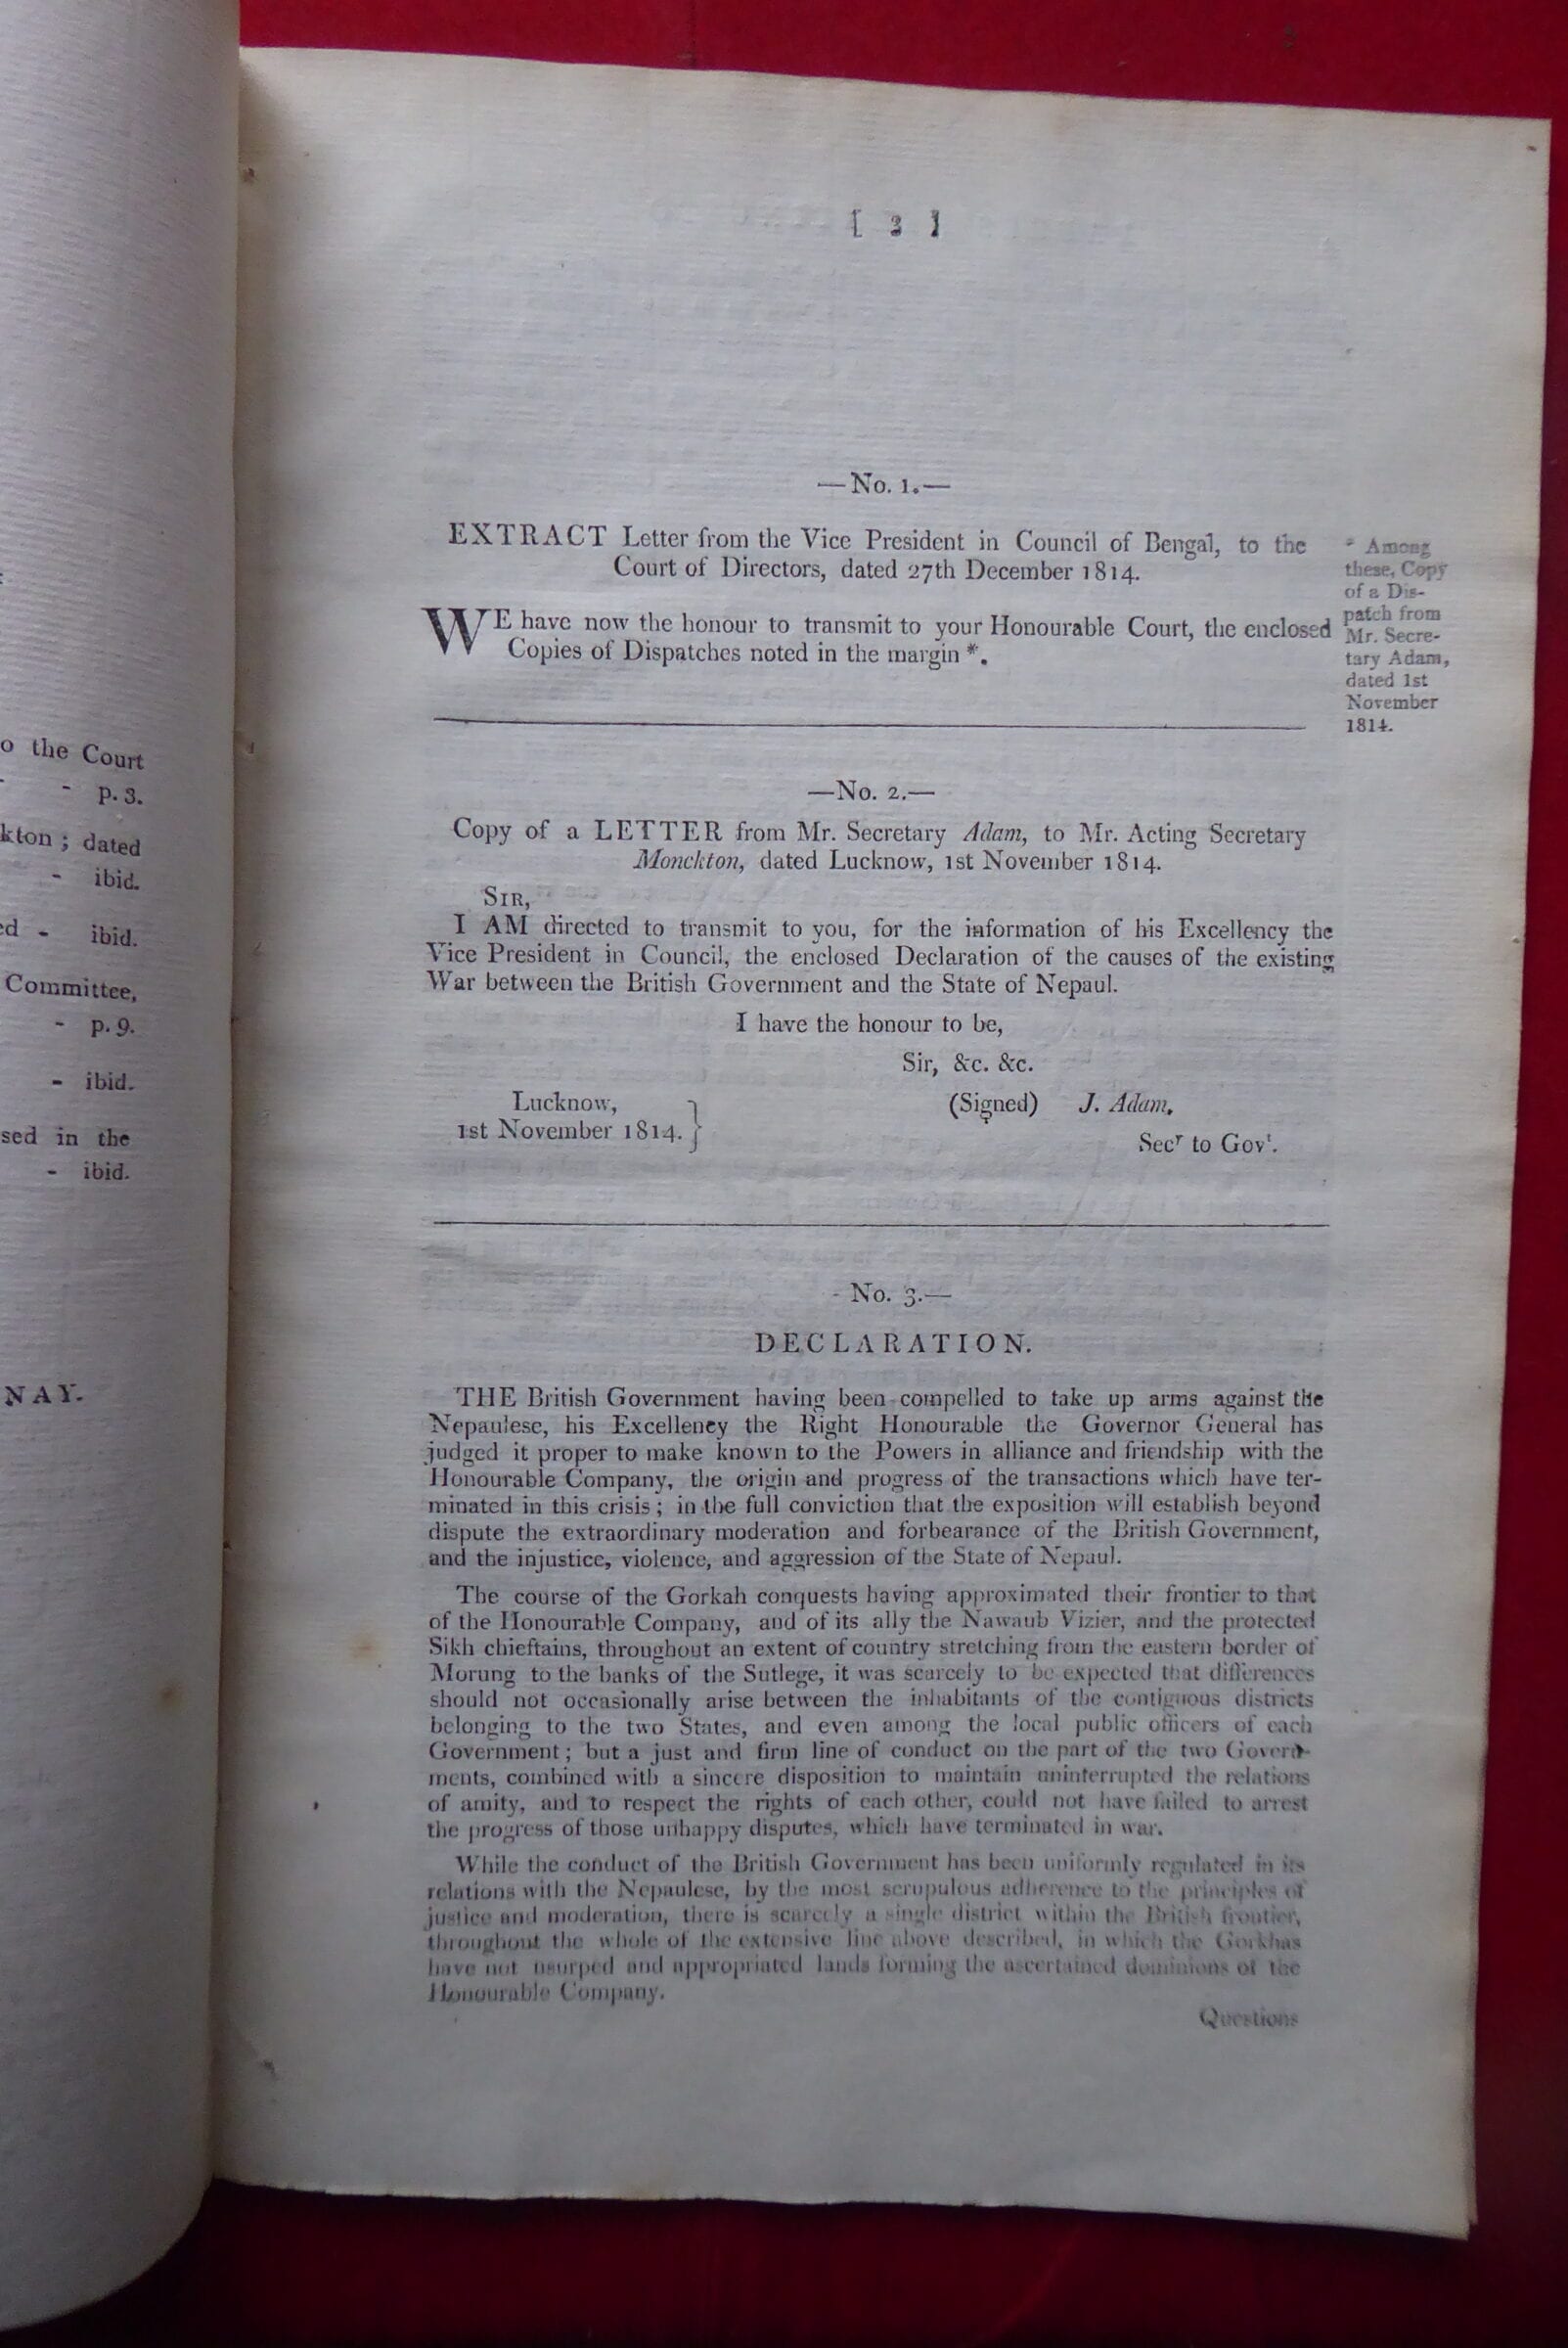 o the Court
- - p. 3.
kton ; dated
- ibid.
ed - ibid.
Committee,
- p. 9.
- ibid.
sed in the
- ibid.
NAY.
[ 3 ]
—No. 1.—
EXTRACT Letter from the Vice President in Council of Bengal, to the
Court of Directors, dated 27th December 1814.
WE have now the honour to transmit to your Honourable Court, the enclosed
Copies of Dispatches noted in the margin *.
* Among
these, Copy
of a Dis-
patch from
Mr. Secre-
tary Adam,
dated 1st
November
1814.
—No. 2.—
Copy of a LETTER from Mr. Secretary Adam, to Mr. Acting Secretary
Monckton, dated Lucknow, 1st November 1814.
SIR,
I AM directed to transmit to you, for the information of his Excellency the
Vice President in Council, the enclosed Declaration of the causes of the existing
War between the British Government and the State of Nepaul.
I have the honour to be,
Sir, &c. &c.
Lucknow, (Signed) J. Adam,
1st November 1814. }
Secr to Govt.
- No. 3.—
DECLARATION.
THE British Government having been compelled to take up arms against the
Nepaulese, his Excellency the Right Honourable the Governor General has
judged it proper to make known to the Powers in alliance and friendship with the
Honourable Company, the origin and progress of the transactions which have ter-
minated in this crisis ; in the full conviction that the exposition will establish beyond
dispute the extraordinary moderation and forbearance of the British Government,
and the injustice, violence, and aggression of the State of Nepaul.
The course of the Gorkah conquests having approximated their frontier to that
of the Honourable Company, and of its ally the Nawaub Vizier, and the protected
Sikh chieftains, throughout an extent of country stretching from the eastern border of
Morung to the banks of the Sutlege, it was scarcely to be expected that differences
should not occasionally arise between the inhabitants of the contiguous districts
belonging to the two States, and even among the local public officers of each
Government ; but a just and firm line of conduct on the part of the two Govern-
ments, combined with a sincere disposition to maintain uninterrupted the relations
of amity, and to respect the rights of each other, could not have failed to arrest
the progress of those unhappy disputes, which have terminated in war.
While the conduct of the British Government has been uniformly regulated in its
relations with the Nepaulese, by the most scrupulous adherence to the principles of
justice and moderation, there is scarcely a single district within the British frontier,
throughout the whole of the extensive line above described, in which the Gorkhas
have not usurped and appropriated lands forming the ascertained dominions of the
Honourable Company.
Questions